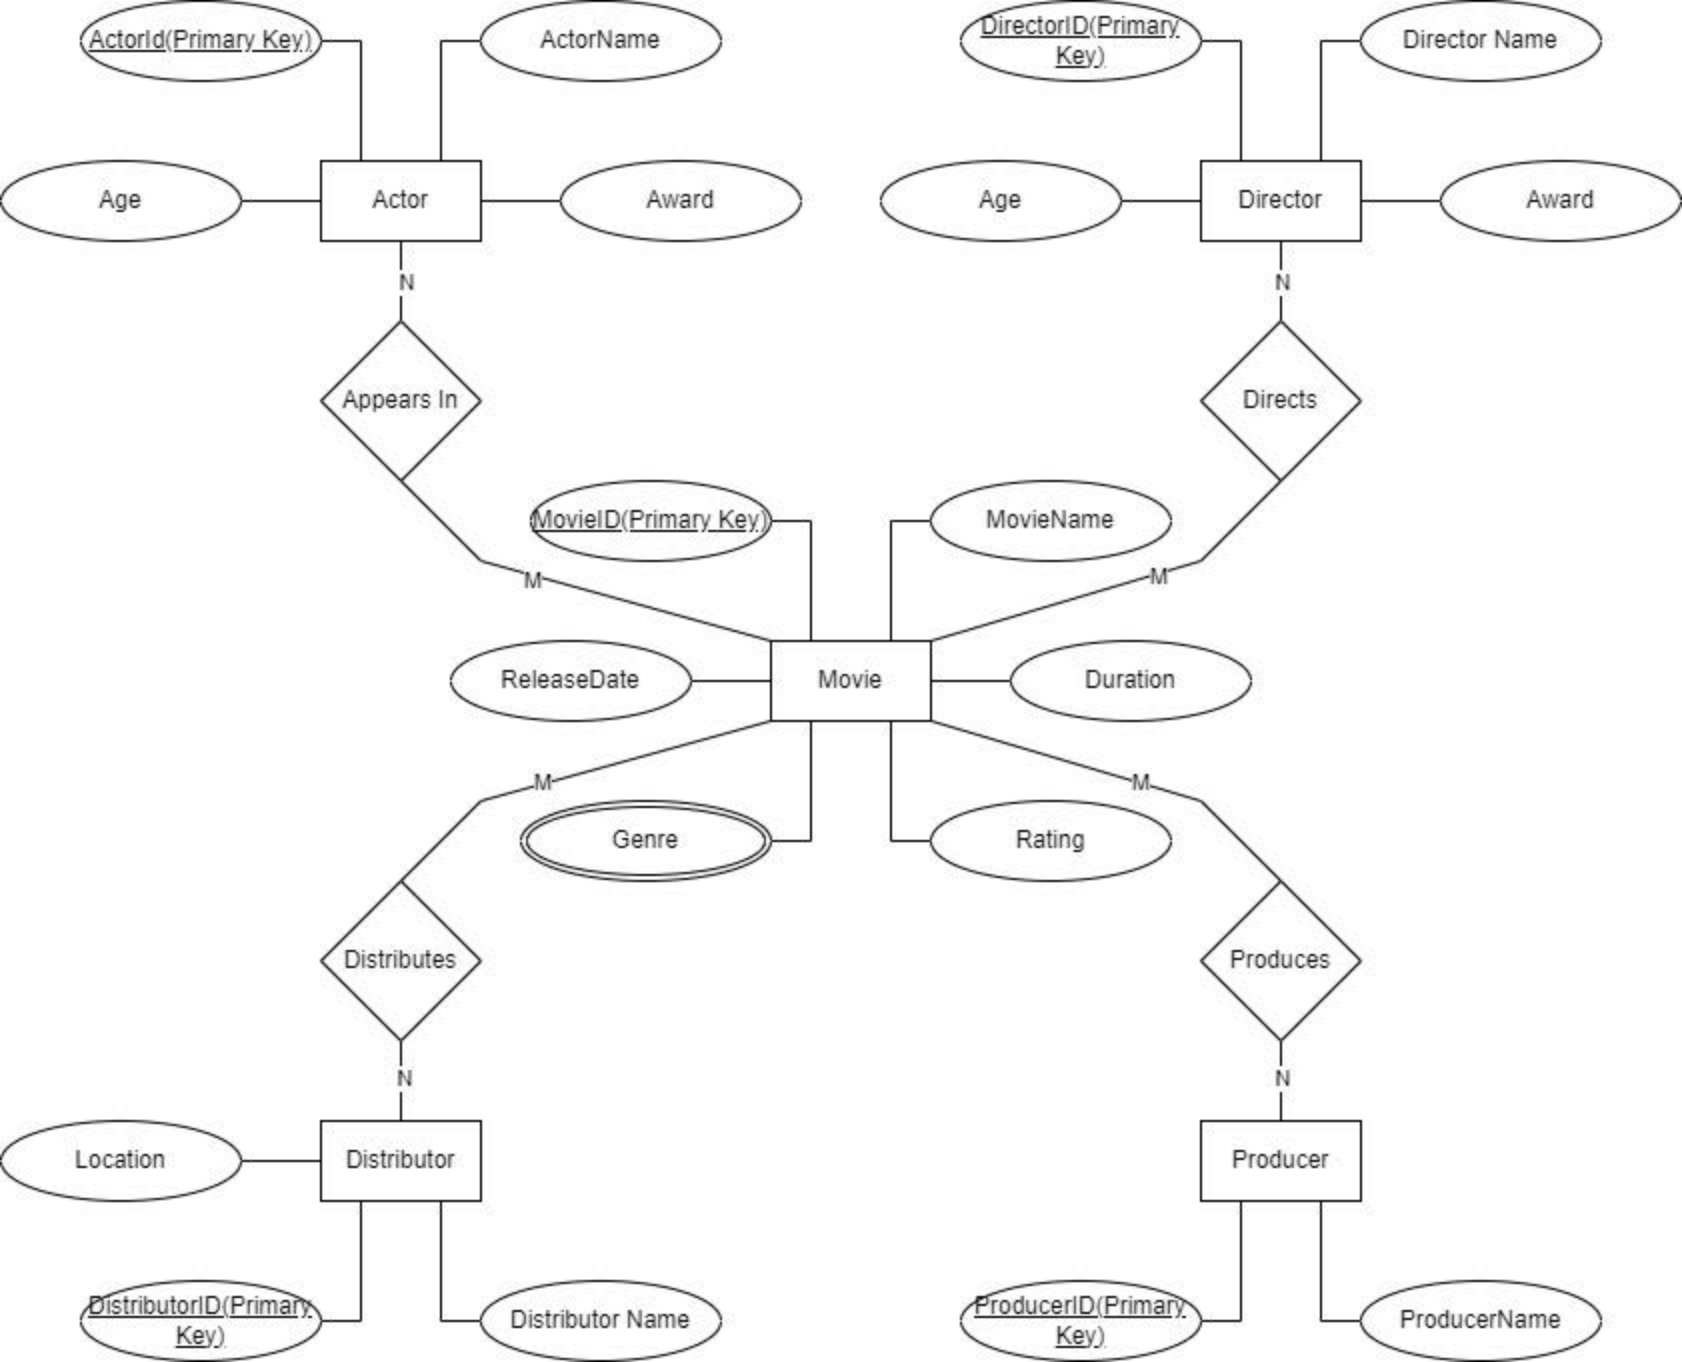 ActorId(Primary Key)
ActorName
DirectorID(Primary
Key)
Director Name
Age
Actor
Award
Age
Director
Award
N
N
Appears In
Directs
MovieID(Primary Key)
MovieName
M
M
ReleaseDate
Movie
Duration
M
M
Genre
Rating
Distributes
Produces
N
N
Location
Distributor
Producer
DistributorID(Primary
Key)
Distributor Name
ProducerID(Primary
Key)
ProducerName